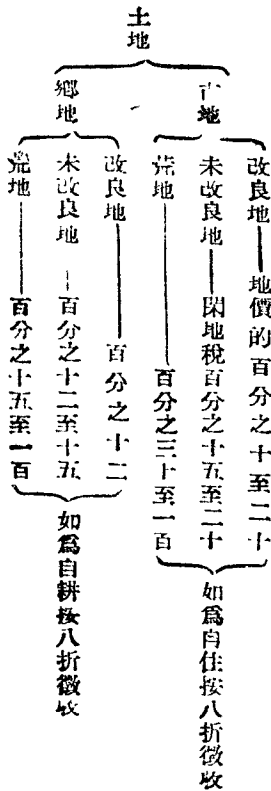 土地
市地
改良地——地價的百分之十至二十
未改良地——閑地稅百分之十五至二十
荒地——百分之三十至一百
如爲自住按八折徵收
鄉地
改良地——百分之十二
未改良地——百分之十二至十五
荒地——百分之十五至一百
如爲自耕按八折徵收